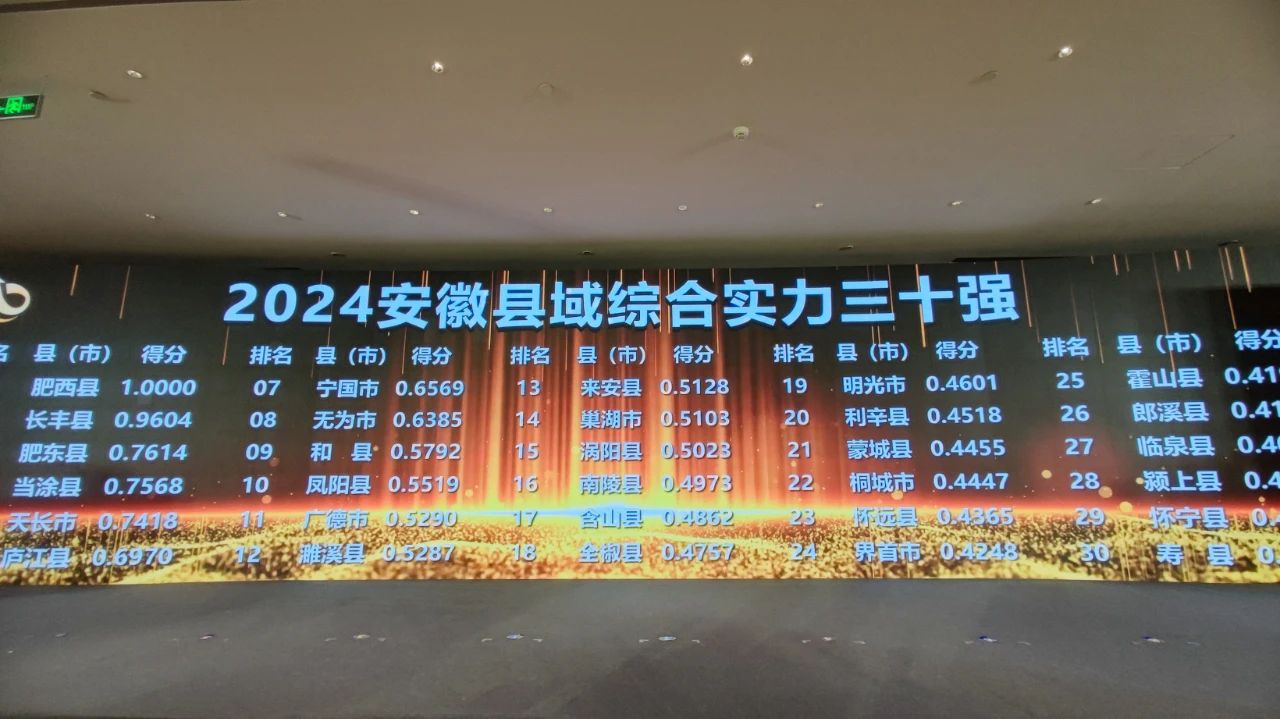 2024安徽县域综合实力三十强
名 县（市） 得分 排名 县（市） 得分 排名 县（市） 得分 排名 县（市） 得分 排名 县（市） 得分
肥西县 1.0000 07 宁国市 0.6569 13 来安县 0.5128 19 明光市 0.4601 25 霍山县 0.41
长丰县 0.9604 08 无为市 0.6385 14 巢湖市 0.5103 20 利辛县 0.4518 26 郎溪县 0.41
肥东县 0.7614 09 和 县 0.5792 15 涡阳县 0.5023 21 蒙城县 0.4455 27 临泉县 0.40
当涂县 0.7568 10 凤阳县 0.5519 16 南陵县 0.4973 22 桐城市 0.4447 28 颍上县 0.4
天长市 0.7418 11 广德市 0.5290 17 含山县 0.4862 23 怀远县 0.4365 29 怀宁县 0.
庐江县 0.6970 12 濉溪县 0.5287 18 全椒县 0.4757 24 界首市 0.4248 30 寿 县 0.